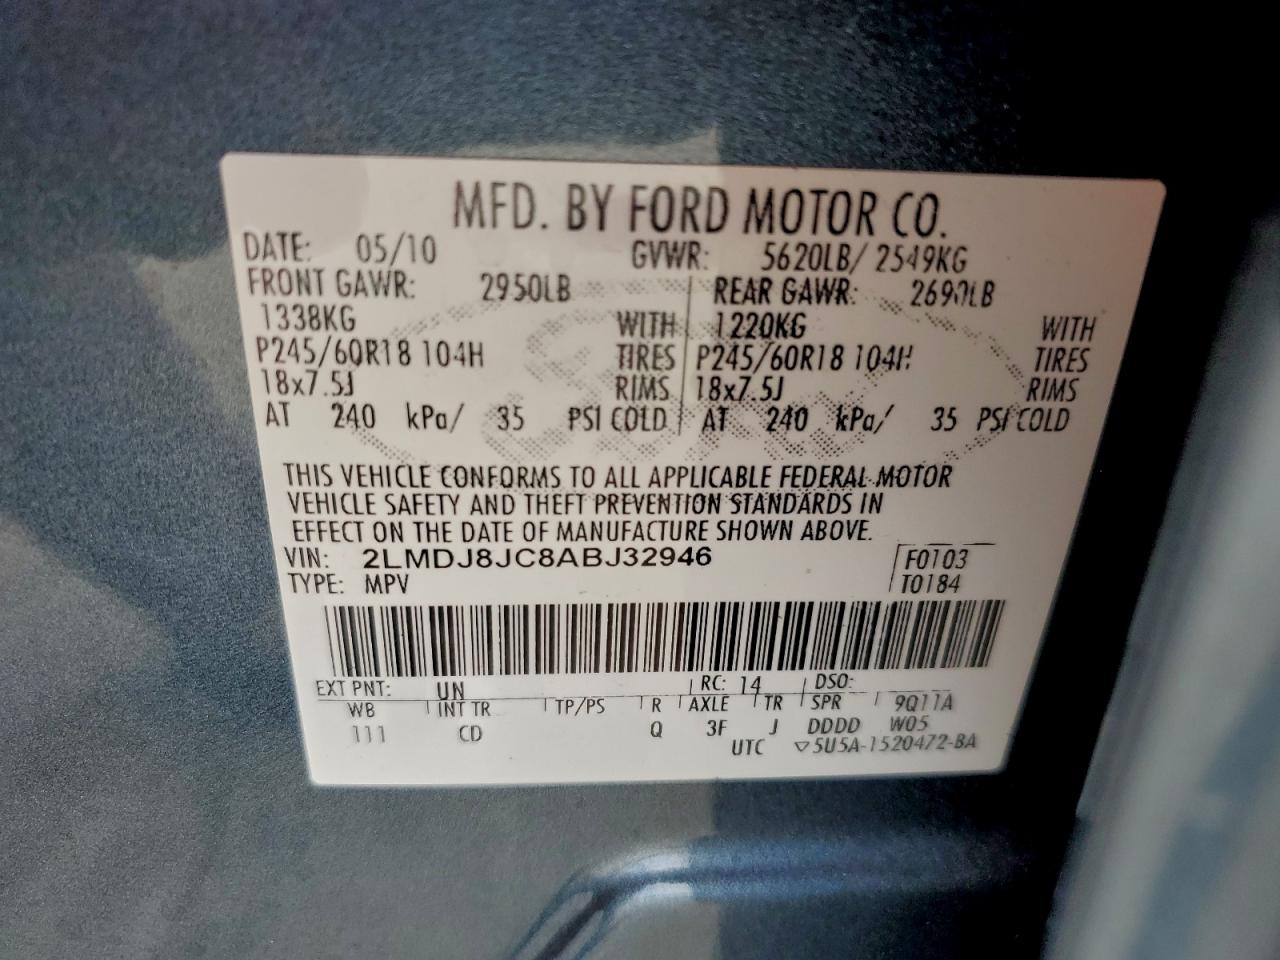 MFD. BY FORD MOTOR CO.
DATE: 05/10 GVWR: 5620LB/ 2549KG
FRONT GAWR: 2950LB REAR GAWR: 2690LB
1338KG WITH 1220KG WITH
P245/60R18 104H TIRES P245/60R18 104H TIRES
18x7.5J RIMS 18x7.5J RIMS
AT 240 kPa/ 35 PSI COLD AT 240 kPa/ 35 PSI COLD
THIS VEHICLE CONFORMS TO ALL APPLICABLE FEDERAL MOTOR
VEHICLE SAFETY AND THEFT PREVENTION STANDARDS IN
EFFECT ON THE DATE OF MANUFACTURE SHOWN ABOVE.
VIN: 2LMDJ8JC8ABJ32946 F0103
TYPE: MPV T0184
EXT PNT: UN RC: 14 DSO:
WB INT TR TP/PS R AXLE TR SPR 9Q11A
111 CD Q 3F J DDDD W05
UTC ▽5U5A-1520472-BA